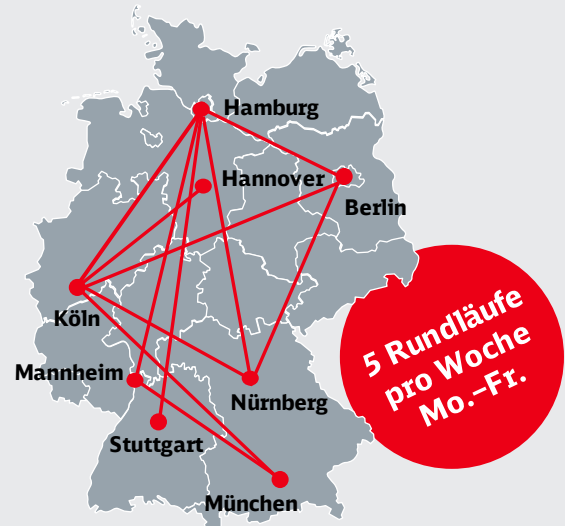 Hamburg
Hannover
Berlin
Köln
Mannheim
Nürnberg
Stuttgart
München
5 Rundläufe
pro Woche
Mo.–Fr.